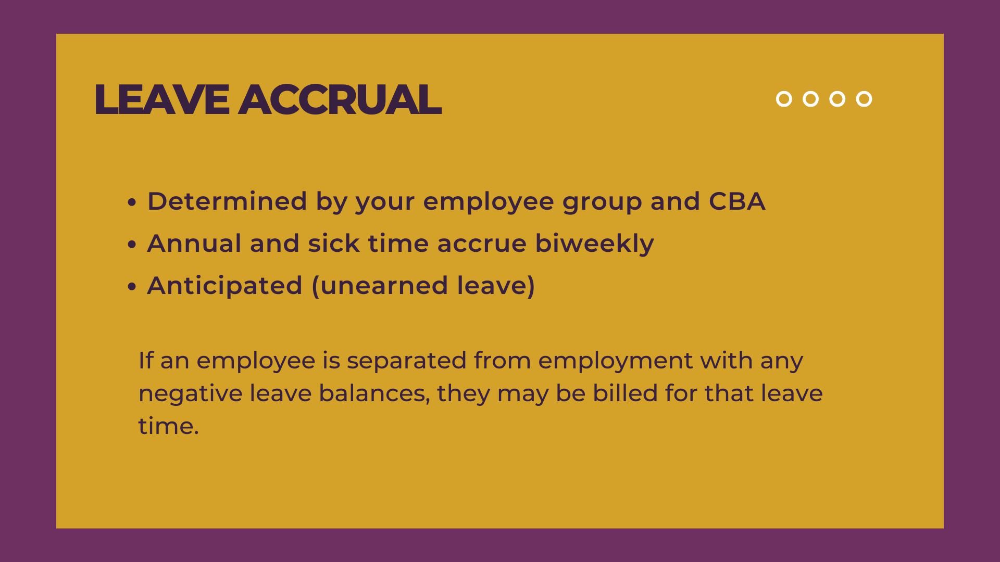 LEAVE ACCRUAL
• Determined by your employee group and CBA
• Annual and sick time accrue biweekly
• Anticipated (unearned leave)
If an employee is separated from employment with any
negative leave balances, they may be billed for that leave
time.